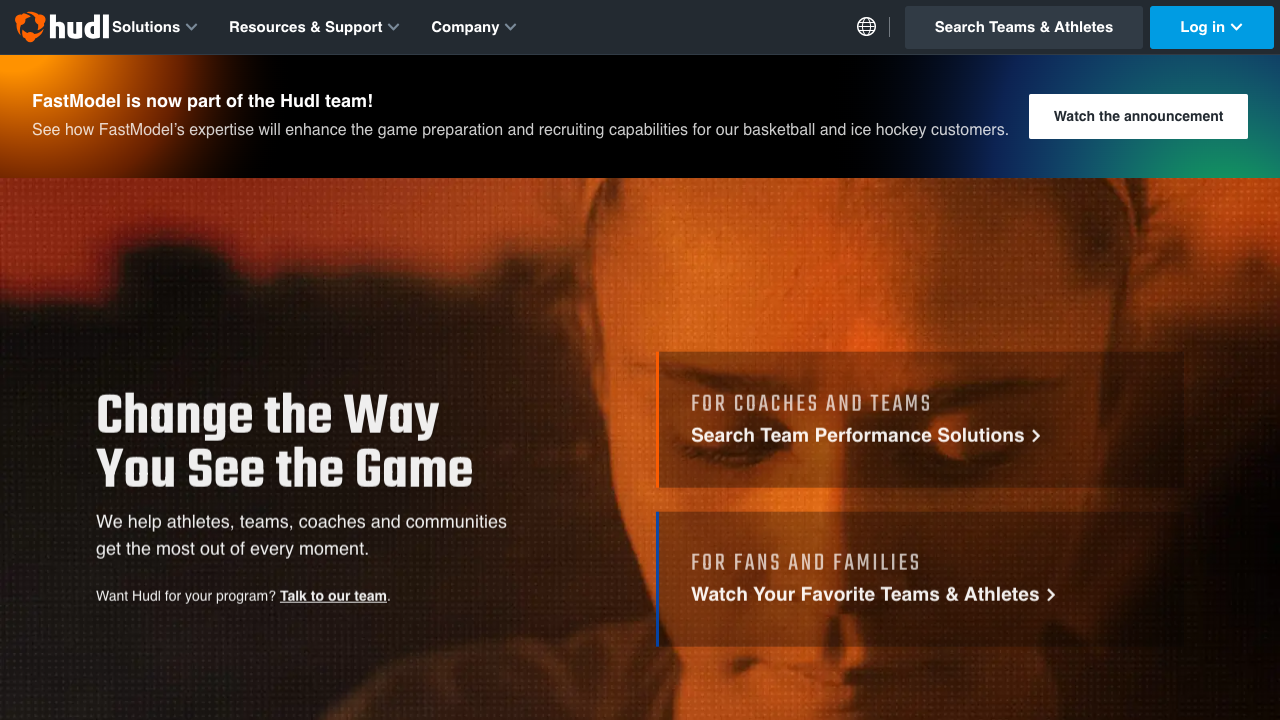 hudl Solutions Resources & Support Company Search Teams & Athletes Log in
FastModel is now part of the Hudl team!
See how FastModel’s expertise will enhance the game preparation and recruiting capabilities for our basketball and ice hockey customers.
Watch the announcement
Change the Way
You See the Game
We help athletes, teams, coaches and communities
get the most out of every moment.
Want Hudl for your program? Talk to our team.
FOR COACHES AND TEAMS
Search Team Performance Solutions
FOR FANS AND FAMILIES
Watch Your Favorite Teams & Athletes